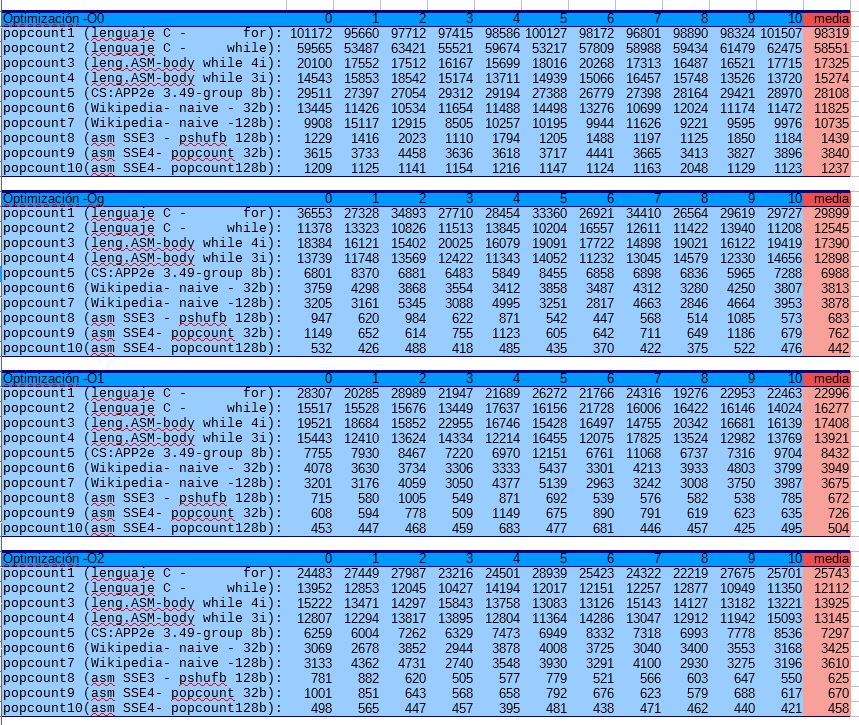 Optimización -O0 0 1 2 3 4 5 6 7 8 9 10 media
popcount1 (lenguaje C - for): 101172 95660 97712 97415 98586 100127 98172 96801 98890 98324 101507 98319
popcount2 (lenguaje C - while): 59565 53487 63421 55521 59674 53217 57809 58988 59434 61479 62475 58551
popcount3 (leng.ASM-body while 4i): 20100 17552 17512 16167 15699 18016 20268 17313 16487 16521 17715 17325
popcount4 (leng.ASM-body while 3i): 14543 15853 18542 15174 13711 14939 15066 16457 15748 13526 13720 15274
popcount5 (CS:APP2e 3.49-group 8b): 29511 27397 27054 29312 29194 27388 26779 27398 28164 29421 28970 28108
popcount6 (Wikipedia- naive - 32b): 13445 11426 10534 11654 11488 14498 13276 10699 12024 11174 11472 11825
popcount7 (Wikipedia- naive -128b): 9908 15117 12915 8505 10257 10195 9944 11626 9221 9595 9976 10735
popcount8 (asm SSE3 - pshufb 128b): 1229 1416 2023 1110 1794 1205 1488 1197 1125 1850 1184 1439
popcount9 (asm SSE4- popcount 32b): 3615 3733 4458 3636 3618 3717 4441 3665 3413 3827 3896 3840
popcount10(asm SSE4- popcount128b): 1209 1125 1141 1154 1216 1147 1124 1163 2048 1129 1123 1237
Optimización -Og 0 1 2 3 4 5 6 7 8 9 10 media
popcount1 (lenguaje C - for): 36553 27328 34893 27710 28454 33360 26921 34410 26564 29619 29727 29899
popcount2 (lenguaje C - while): 11378 13323 10826 11513 13845 10204 16557 12611 11422 13940 11208 12545
popcount3 (leng.ASM-body while 4i): 18384 16121 15402 20025 16079 19091 17722 14898 19021 16122 19419 17390
popcount4 (leng.ASM-body while 3i): 13739 11748 13569 12422 11343 14052 11232 13045 14579 12330 14656 12898
popcount5 (CS:APP2e 3.49-group 8b): 6801 8370 6881 6483 5849 8455 6858 6898 6836 5965 7288 6988
popcount6 (Wikipedia- naive - 32b): 3759 4298 3868 3554 3412 3858 3487 4312 3280 4250 3807 3813
popcount7 (Wikipedia- naive -128b): 3205 3161 5345 3088 4995 3251 2817 4663 2846 4664 3953 3878
popcount8 (asm SSE3 - pshufb 128b): 947 620 984 622 871 542 447 568 514 1085 573 683
popcount9 (asm SSE4- popcount 32b): 1149 652 614 755 1123 605 642 711 649 1186 679 762
popcount10(asm SSE4- popcount128b): 532 426 488 418 485 435 370 422 375 522 476 442
Optimización -O1 0 1 2 3 4 5 6 7 8 9 10 media
popcount1 (lenguaje C - for): 28307 20285 28989 21947 21689 26272 21766 24316 19276 22953 22463 22996
popcount2 (lenguaje C - while): 15517 15528 15676 13449 17637 16156 21728 16006 16422 16146 14024 16277
popcount3 (leng.ASM-body while 4i): 19521 18684 15852 22955 16746 15428 16497 14755 20342 16681 16139 17408
popcount4 (leng.ASM-body while 3i): 15443 12410 13624 14334 12214 16455 12075 17825 13524 12982 13769 13921
popcount5 (CS:APP2e 3.49-group 8b): 7755 7930 8467 7220 6970 12151 6761 11068 6737 7316 9704 8432
popcount6 (Wikipedia- naive - 32b): 4078 3630 3734 3306 3333 5437 3301 4213 3933 4803 3799 3949
popcount7 (Wikipedia- naive -128b): 3201 3176 4059 3050 4377 5139 2963 3242 3008 3750 3987 3675
popcount8 (asm SSE3 - pshufb 128b): 715 580 1005 549 871 692 539 576 582 538 785 672
popcount9 (asm SSE4- popcount 32b): 608 594 778 509 1149 675 890 791 619 623 635 726
popcount10(asm SSE4- popcount128b): 453 447 468 459 683 477 681 446 457 425 495 504
Optimización -O2 0 1 2 3 4 5 6 7 8 9 10 media
popcount1 (lenguaje C - for): 24483 27449 27987 23216 24501 28939 25423 24322 22219 27675 25701 25743
popcount2 (lenguaje C - while): 13952 12853 12045 10427 14194 12017 12151 12257 12877 10949 11350 12112
popcount3 (leng.ASM-body while 4i): 15222 13471 14297 15843 13758 13083 13126 15143 14127 13182 13221 13925
popcount4 (leng.ASM-body while 3i): 12807 12294 13817 13895 12804 11364 14286 13047 12912 11942 15093 13145
popcount5 (CS:APP2e 3.49-group 8b): 6259 6004 7262 6329 7473 6949 8332 7318 6993 7778 8536 7297
popcount6 (Wikipedia- naive - 32b): 3069 2678 3852 2944 3878 4008 3725 3040 3400 3553 3168 3425
popcount7 (Wikipedia- naive -128b): 3133 4362 4731 2740 3548 3930 3291 4100 2930 3275 3196 3610
popcount8 (asm SSE3 - pshufb 128b): 781 882 620 505 577 779 521 566 603 647 550 625
popcount9 (asm SSE4- popcount 32b): 1001 851 643 568 658 792 676 623 579 688 617 670
popcount10(asm SSE4- popcount128b): 498 565 447 457 395 481 438 471 462 440 421 458